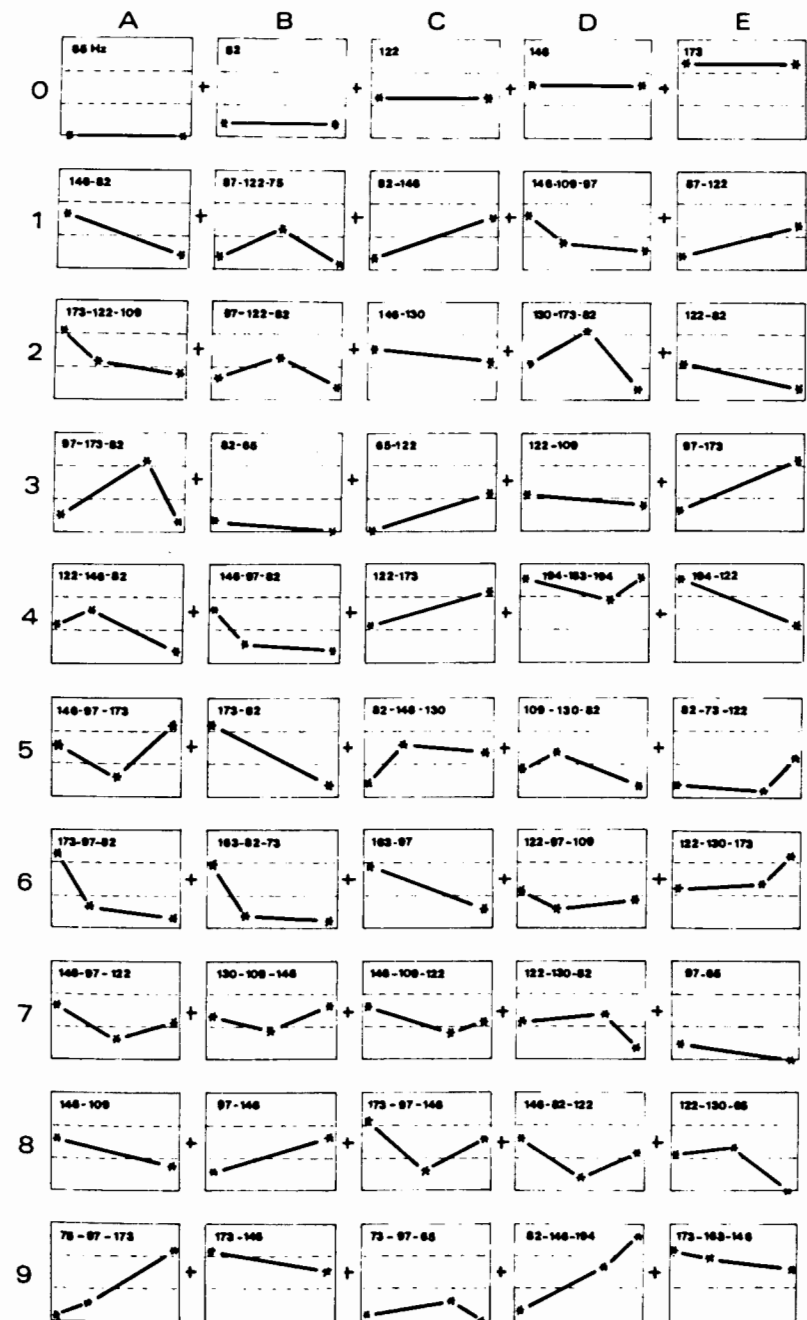 A B C D E
0 65 Hz + 82 + 122 + 146 + 173
1 146-82 + 87-122-75 + 82-146 + 146-109-97 + 87-122
2 173-122-109 + 97-122-82 + 146-130 + 130-173-82 + 122-82
3 97-173-82 + 82-65 + 65-122 + 122-109 + 97-173
4 122-146-82 + 146-97-82 + 122-173 + 194-163-194 + 194-122
5 146-97-173 + 173-82 + 82-146-130 + 109-130-82 + 82-73-122
6 173-97-82 + 163-82-73 + 163-97 + 122-97-109 + 122-130-173
7 146-97-122 + 130-109-146 + 146-109-122 + 122-130-82 + 97-65
8 146-109 + 97-146 + 173-97-146 + 146-82-122 + 122-130-65
9 75-97-173 + 173-146 + 73-97-65 + 82-146-194 + 173-163-146